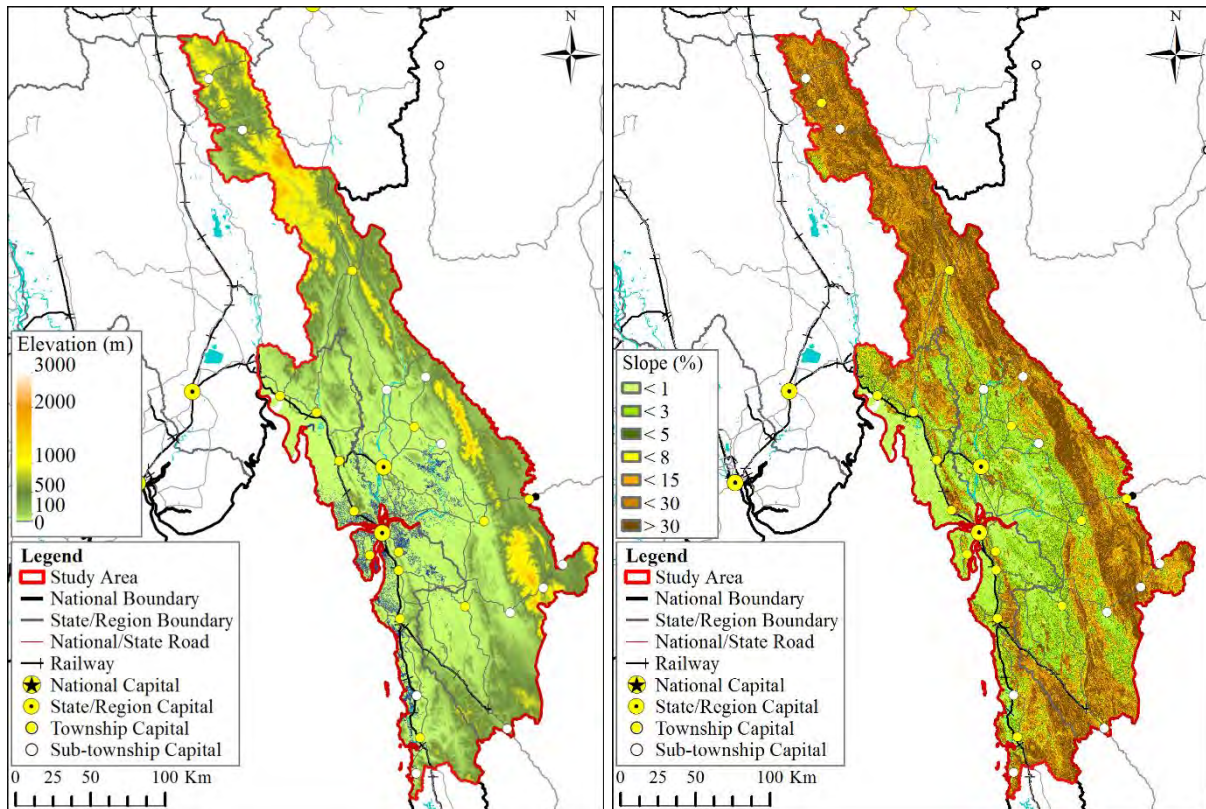 N
Elevation (m)
3000
2000
1000
500
100
0
Legend
Study Area
National Boundary
State/Region Boundary
National/State Road
Railway
National Capital
State/Region Capital
Township Capital
Sub-township Capital
0 25 50 100 Km
N
Slope (%)
< 1
< 3
< 5
< 8
< 15
< 30
> 30
Legend
Study Area
National Boundary
State/Region Boundary
National/State Road
Railway
National Capital
State/Region Capital
Township Capital
Sub-township Capital
0 25 50 100 Km